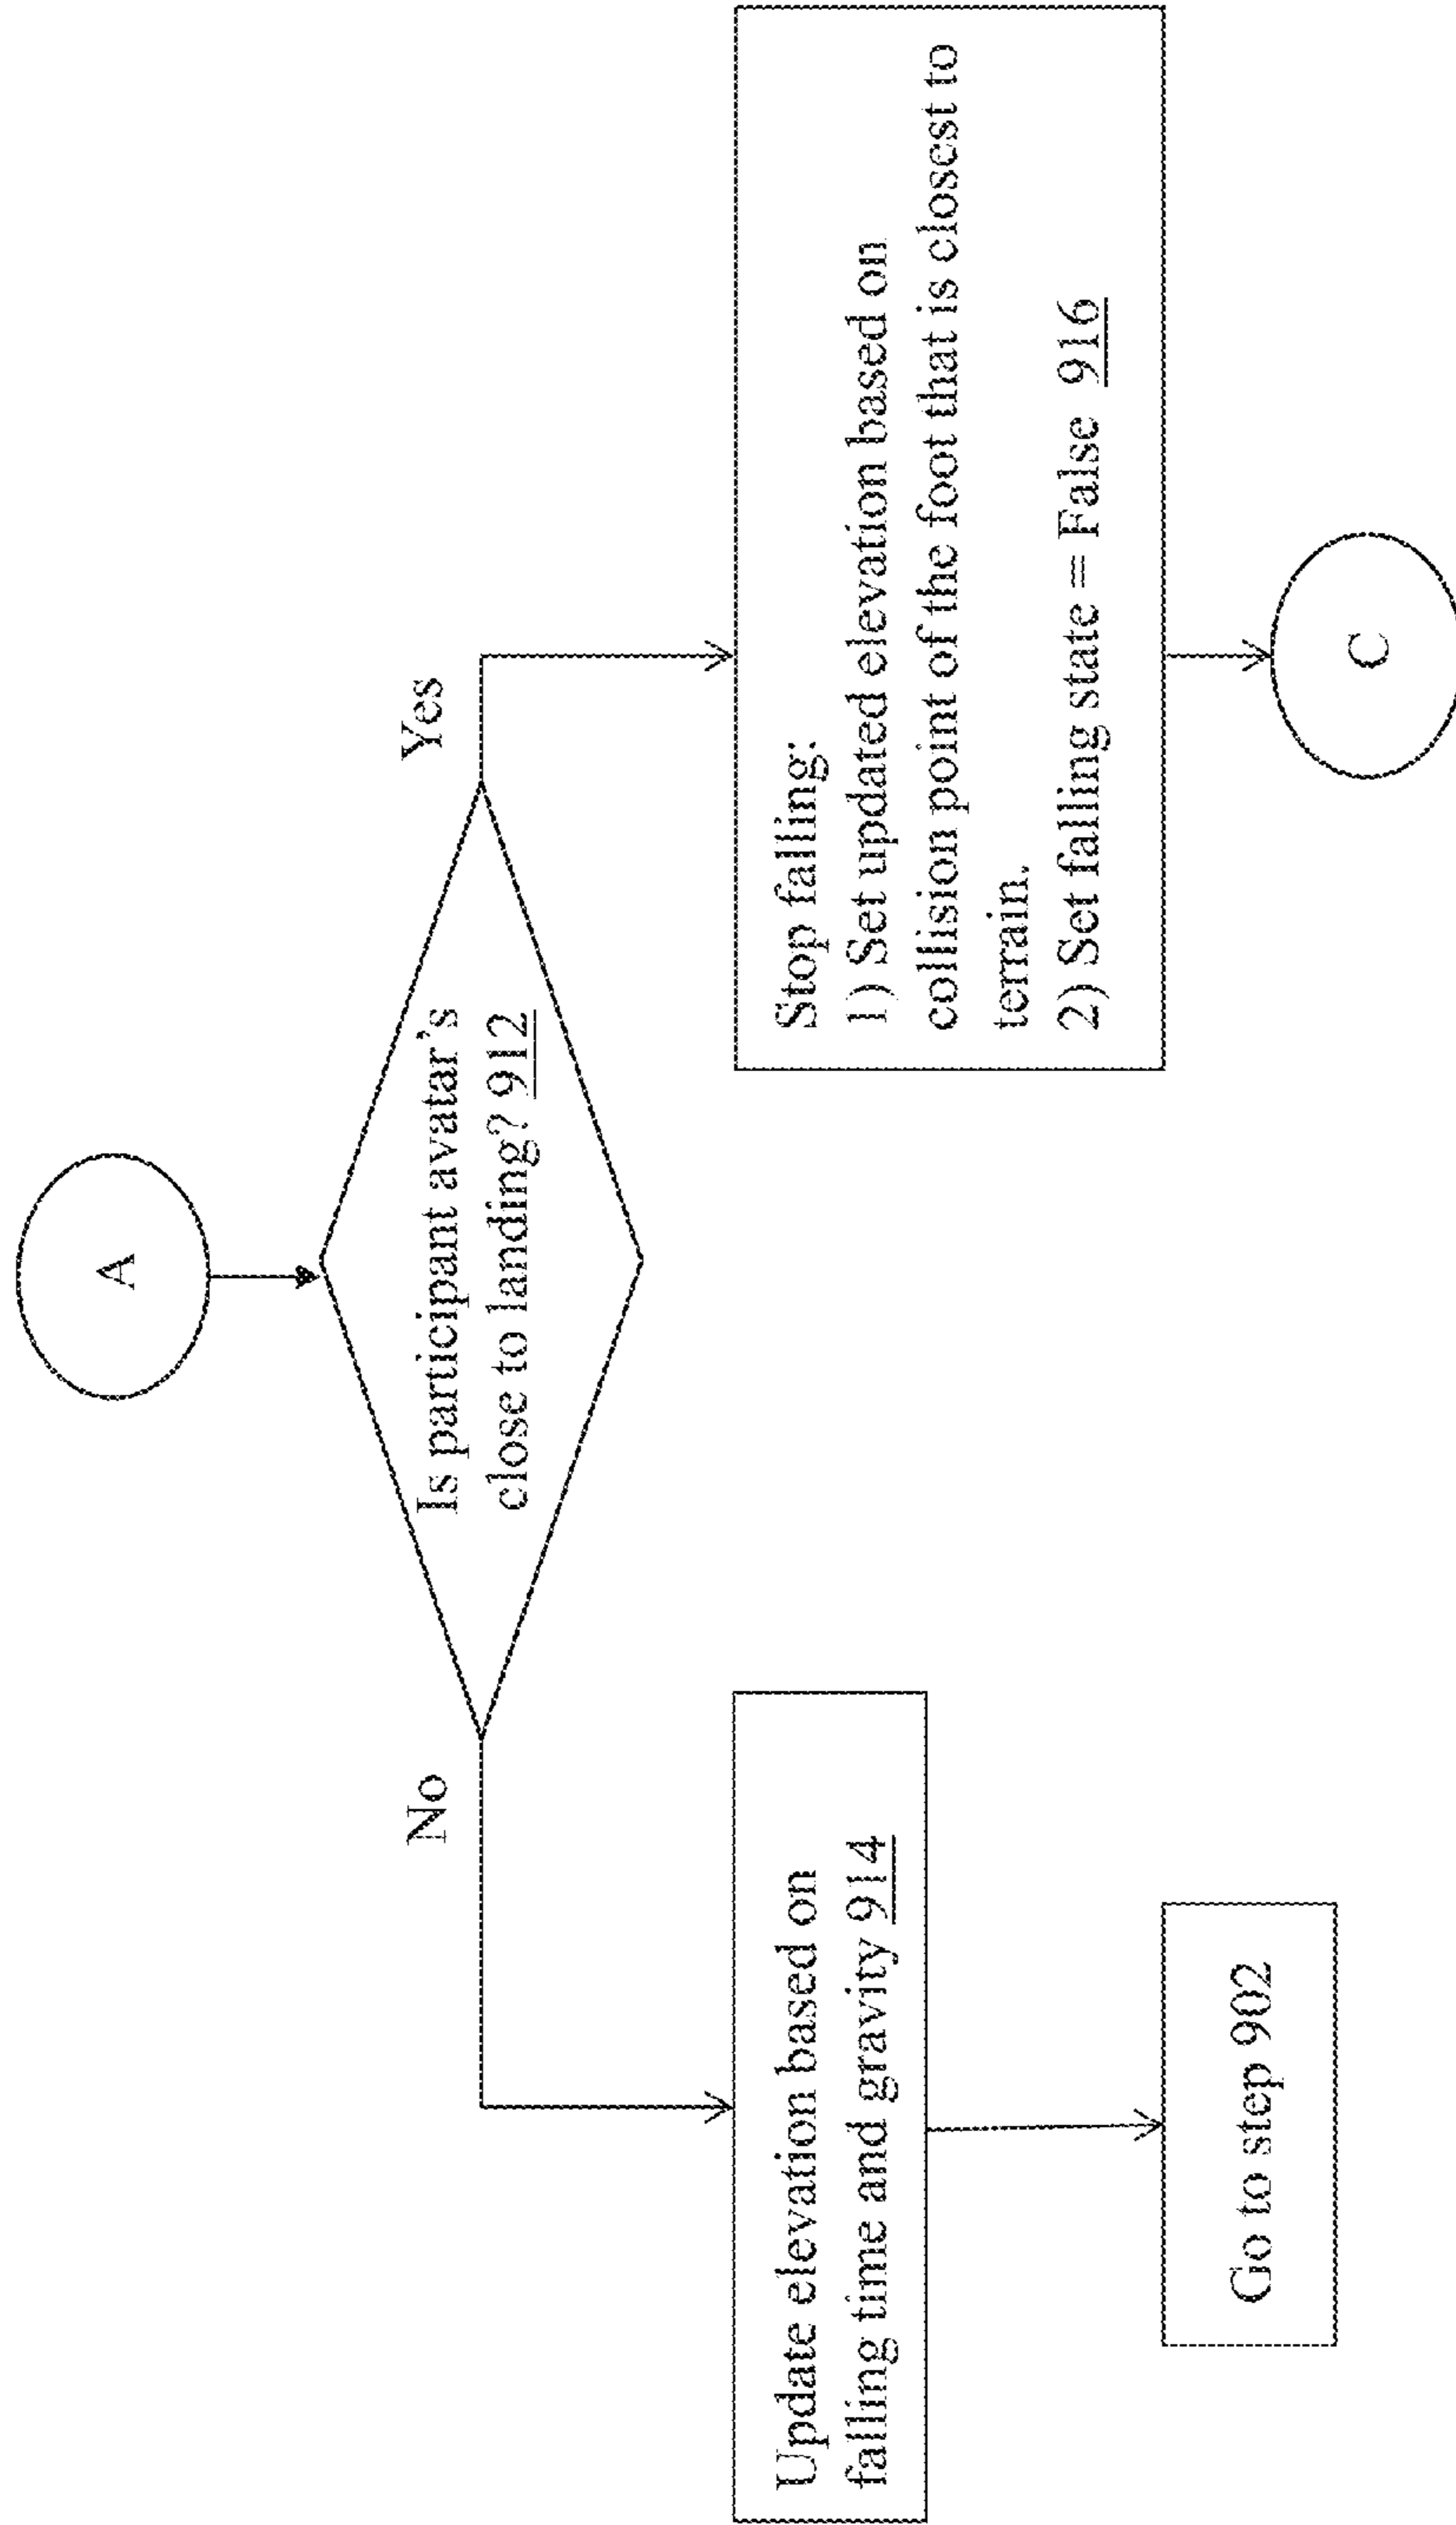 A
Is participant avatar's
close to landing? 912
No
Yes
Update elevation based on
falling time and gravity 914
Go to step 902
Stop falling:
1) Set updated elevation based on
collision point of the foot that is closest to
terrain.
2) Set falling state = False 916
C